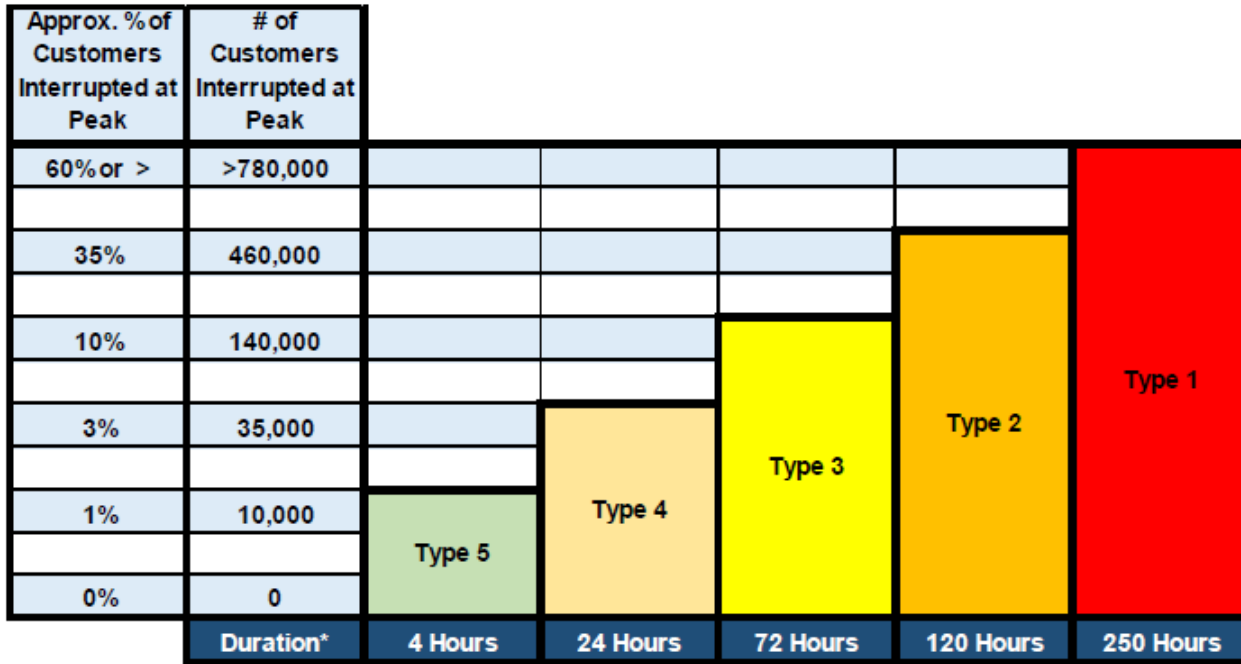 Approx. % of
Customers
Interrupted at
Peak
# of
Customers
Interrupted at
Peak
60% or > >780,000
35% 460,000
10% 140,000
3% 35,000
1% 10,000
0% 0
Type 5
Type 4
Type 3
Type 2
Type 1
Duration* 4 Hours 24 Hours 72 Hours 120 Hours 250 Hours